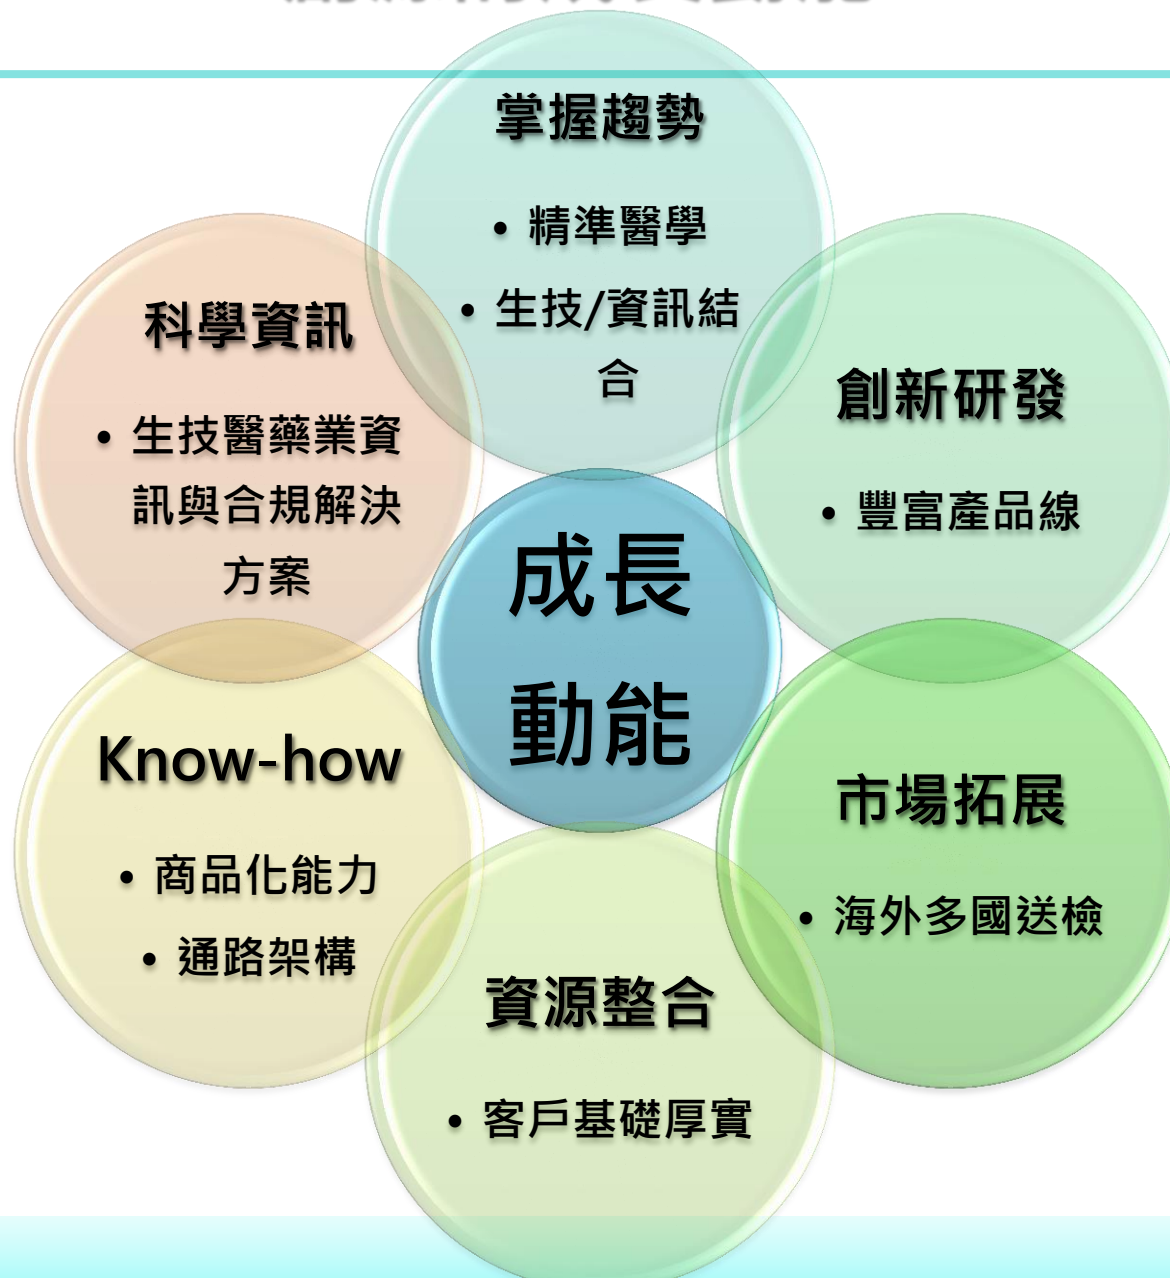 掌握趨勢
• 精準醫學
• 生技/資訊結
合
創新研發
• 豐富產品線
市場拓展
• 海外多國送檢
資源整合
• 客戶基礎厚實
Know-how
• 商品化能力
• 通路架構
科學資訊
• 生技醫藥業資
訊與合規解決
方案
成長
動能